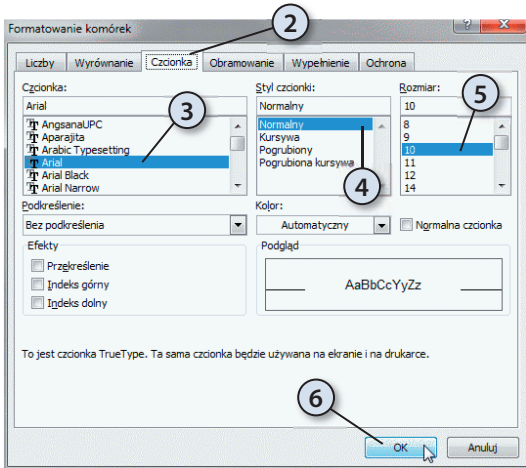 Formatowanie komórek
2
Liczby Wyrównanie Czcionka Obramowanie Wypełnienie Ochrona
Czcionka: Styl czcionki: Rozmiar:
Arial Normalny 10
3
5
AngsanaUPC Normalny 8
Aparajita Kursywa 9
Arabic Typesetting Pogrubiony 10
Arial Pogrubiona kursywa 11
Arial Black 12
Arial Narrow 14
4
Podkreślenie: Kolor:
Bez podkreślenia Automatyczny Normalna czcionka
Efekty Podgląd
Przekreślenie
Indeks górny
Indeks dolny
AaBbCcYyZz
To jest czcionka TrueType. Ta sama czcionka będzie używana na ekranie i na drukarce.
6
OK Anuluj